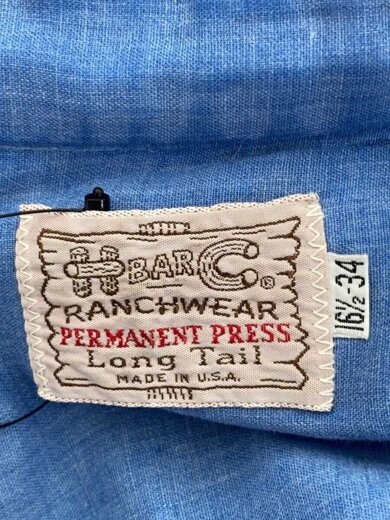 H BAR C ®
RANCHWEAR
PERMANENT PRESS
Long Tail
MADE IN U.S.A.
16½-34